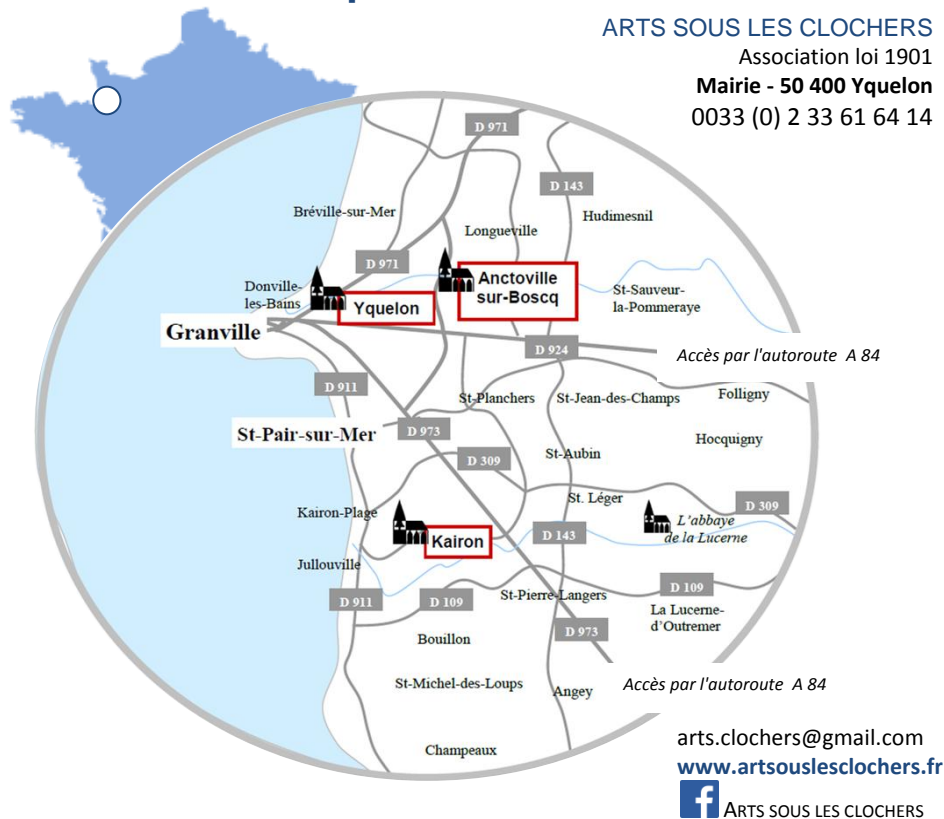 ARTS SOUS LES CLOCHERS
Association loi 1901
Mairie - 50 400 Yquelon
0033 (0) 2 33 61 64 14
D 971
D 143
Bréville-sur-Mer
Hudimesnil
Longueville
D 971
Donville-
les-Bains
Yquelon
Anctoville
sur-Boscq
St-Sauveur-
la-Pommeraye
Granville
D 924
Accès par l'autoroute A 84
D 911
St-Planchers
St-Jean-des-Champs
Folligny
St-Pair-sur-Mer
D 973
Hocquigny
D 309
St-Aubin
St. Léger
D 309
Kairon-Plage
L'abbaye
de la Lucerne
Kairon
D 143
Jullouville
D 911
D 109
St-Pierre-Langers
D 109
La Lucerne-
d'Outremer
D 973
Bouillon
St-Michel-des-Loups
Angey
Accès par l'autoroute A 84
Champeaux
arts.clochers@gmail.com
www.artsouslesclochers.fr
f
ARTS SOUS LES CLOCHERS